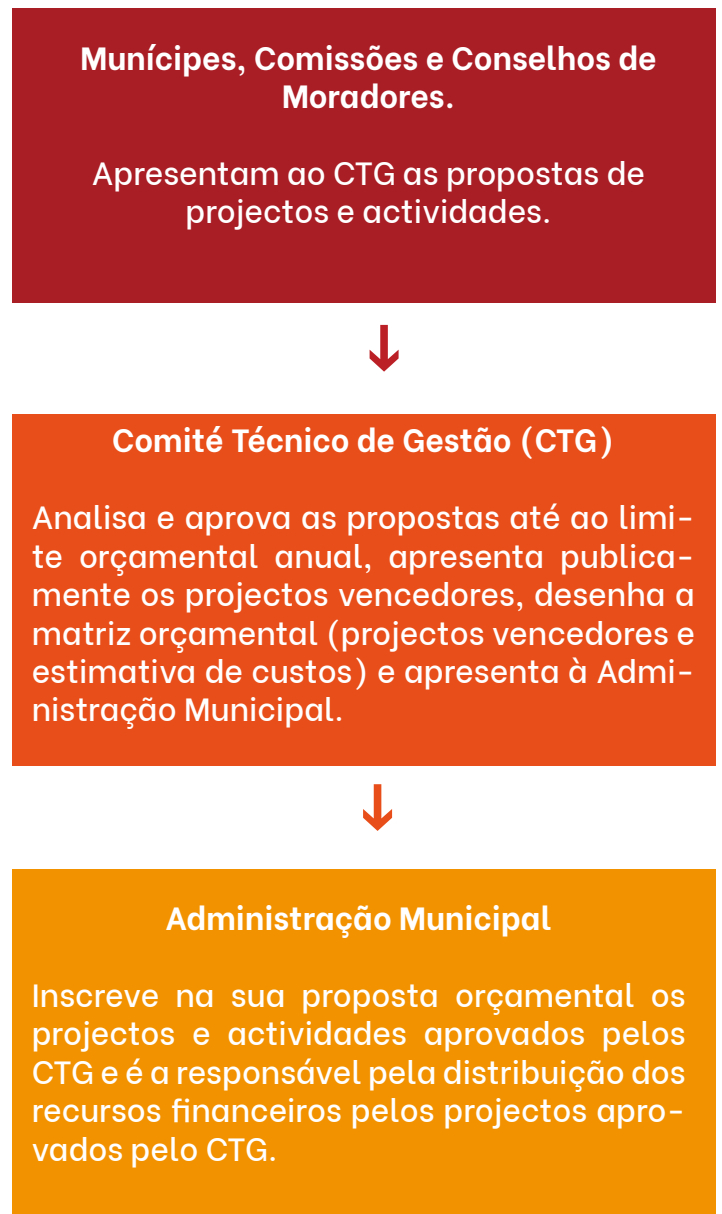 Munícipes, Comissões e Conselhos de
Moradores.
Apresentam ao CTG as propostas de
projectos e actividades.
Comité Técnico de Gestão (CTG)
Analisa e aprova as propostas até ao limi-
te orçamental anual, apresenta publica-
mente os projectos vencedores, desenha a
matriz orçamental (projectos vencedores e
estimativa de custos) e apresenta à Admi-
nistração Municipal.
Administração Municipal
Inscreve na sua proposta orçamental os
projectos e actividades aprovados pelos
CTG e é a responsável pela distribuição dos
recursos financeiros pelos projectos apro-
vados pelo CTG.